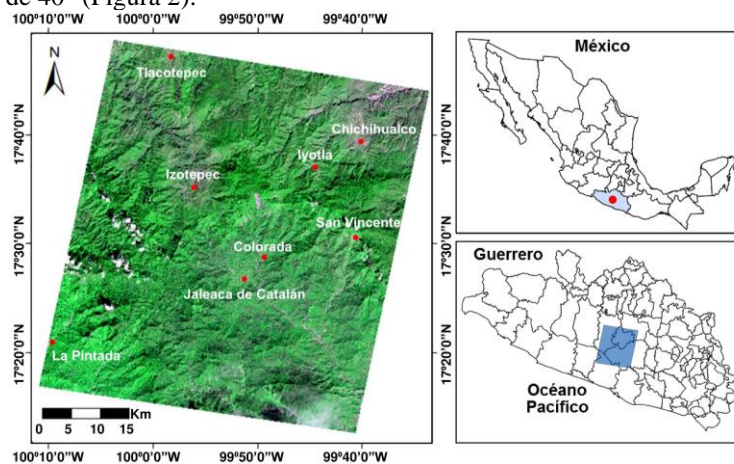 de 40° (Figura 2).
100°10'0"W 100°0'0"W 99°50'0"W 99°40'0"W
N
Tlacotepec
Chichihualco
Iyotla
Izotepec
San Vincente
Colorada
Jaleaca de Catalán
La Pintada
Km
0 5 10 15
100°10'0"W 100°0'0"W 99°50'0"W 99°40'0"W
17°40'0"N
17°30'0"N
17°20'0"N
17°40'0"N
17°30'0"N
17°20'0"N
México
Guerrero
Océano
Pacífico